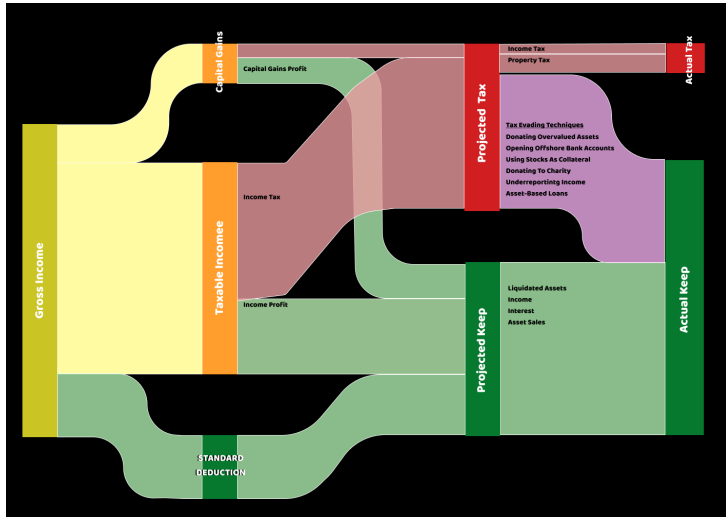 Gross Income
Capital Gains
Capital Gains Profit
Taxable Incomee
Income Tax
Income Profit
STANDARD
DEDUCTION
Projected Tax
Projected Keep
Income Tax
Property Tax
Tax Evading Techniques
Donating Overvalued Assets
Opening Offshore Bank Accounts
Using Stocks As Collateral
Donating To Charity
Underreportintg Income
Asset-Based Loans
Liquidated Assets
Income
Interest
Asset Sales
Actual Tax
Actual Keep